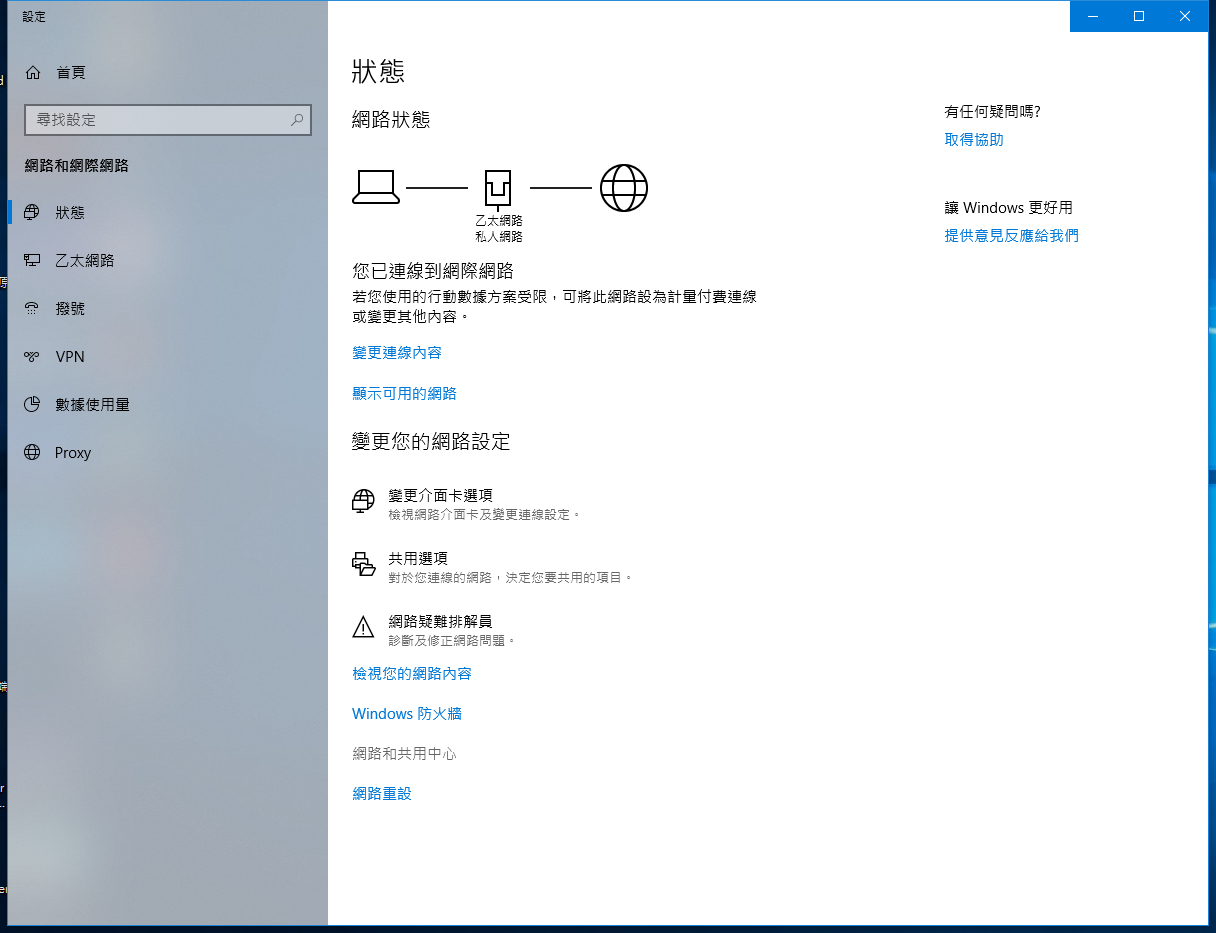 設定
首頁
尋找設定
網路和網際網路
狀態
乙太網路
撥號
VPN
數據使用量
Proxy
狀態
網路狀態
乙太網路
私人網路
您已連線到網際網路
若您使用的行動數據方案受限，可將此網路設為計量付費連線
或變更其他內容。
變更連線內容
顯示可用的網路
變更您的網路設定
變更介面卡選項
檢視網路介面卡及變更連線設定。
共用選項
對於您連線的網路，決定您要共用的項目。
網路疑難排解員
診斷及修正網路問題。
檢視您的網路內容
Windows 防火牆
網路和共用中心
網路重設
有任何疑問嗎?
取得協助
讓 Windows 更好用
提供意見反應給我們